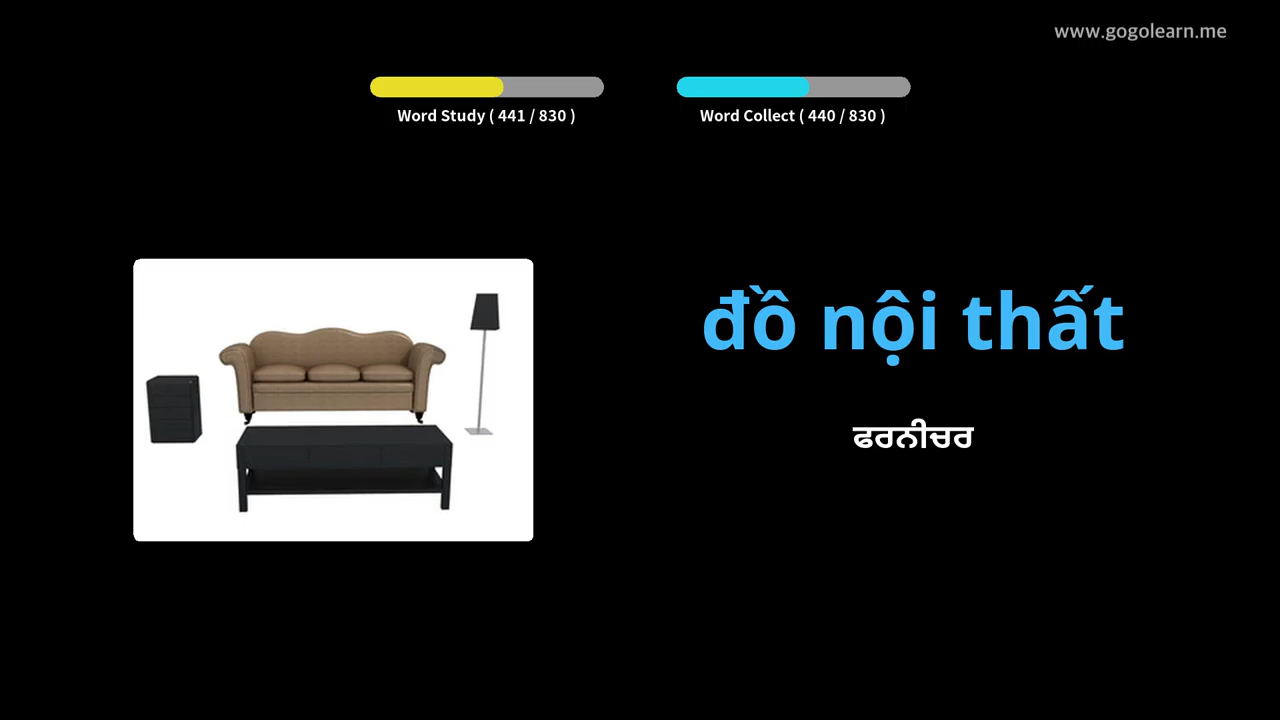 www.gogolearn.me
Word Study ( 441 / 830 )
Word Collect ( 440 / 830 )
đồ nội thất
ਫਰਨੀਚਰ